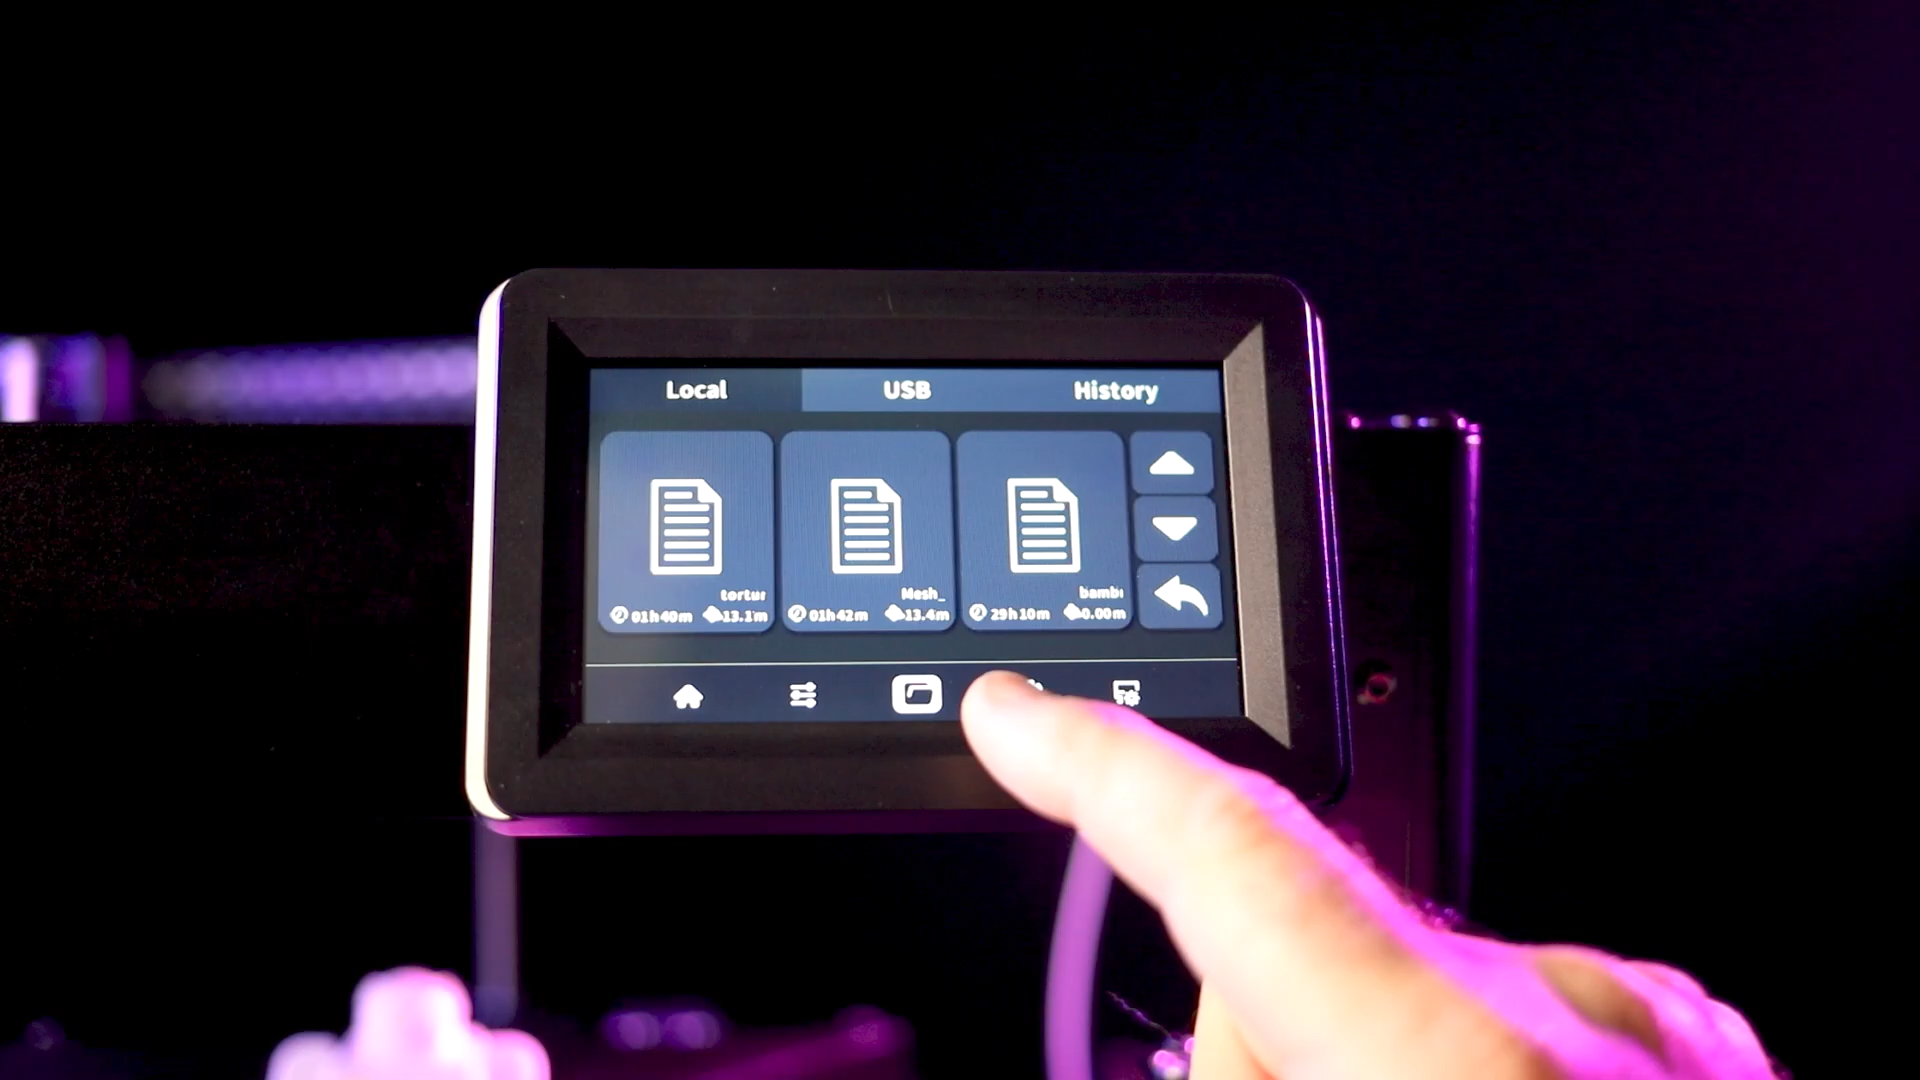 Local USB History
tortur Mesh_ bambi
01h40m 13.1m 01h42m 13.4m 29h10m 0.00m